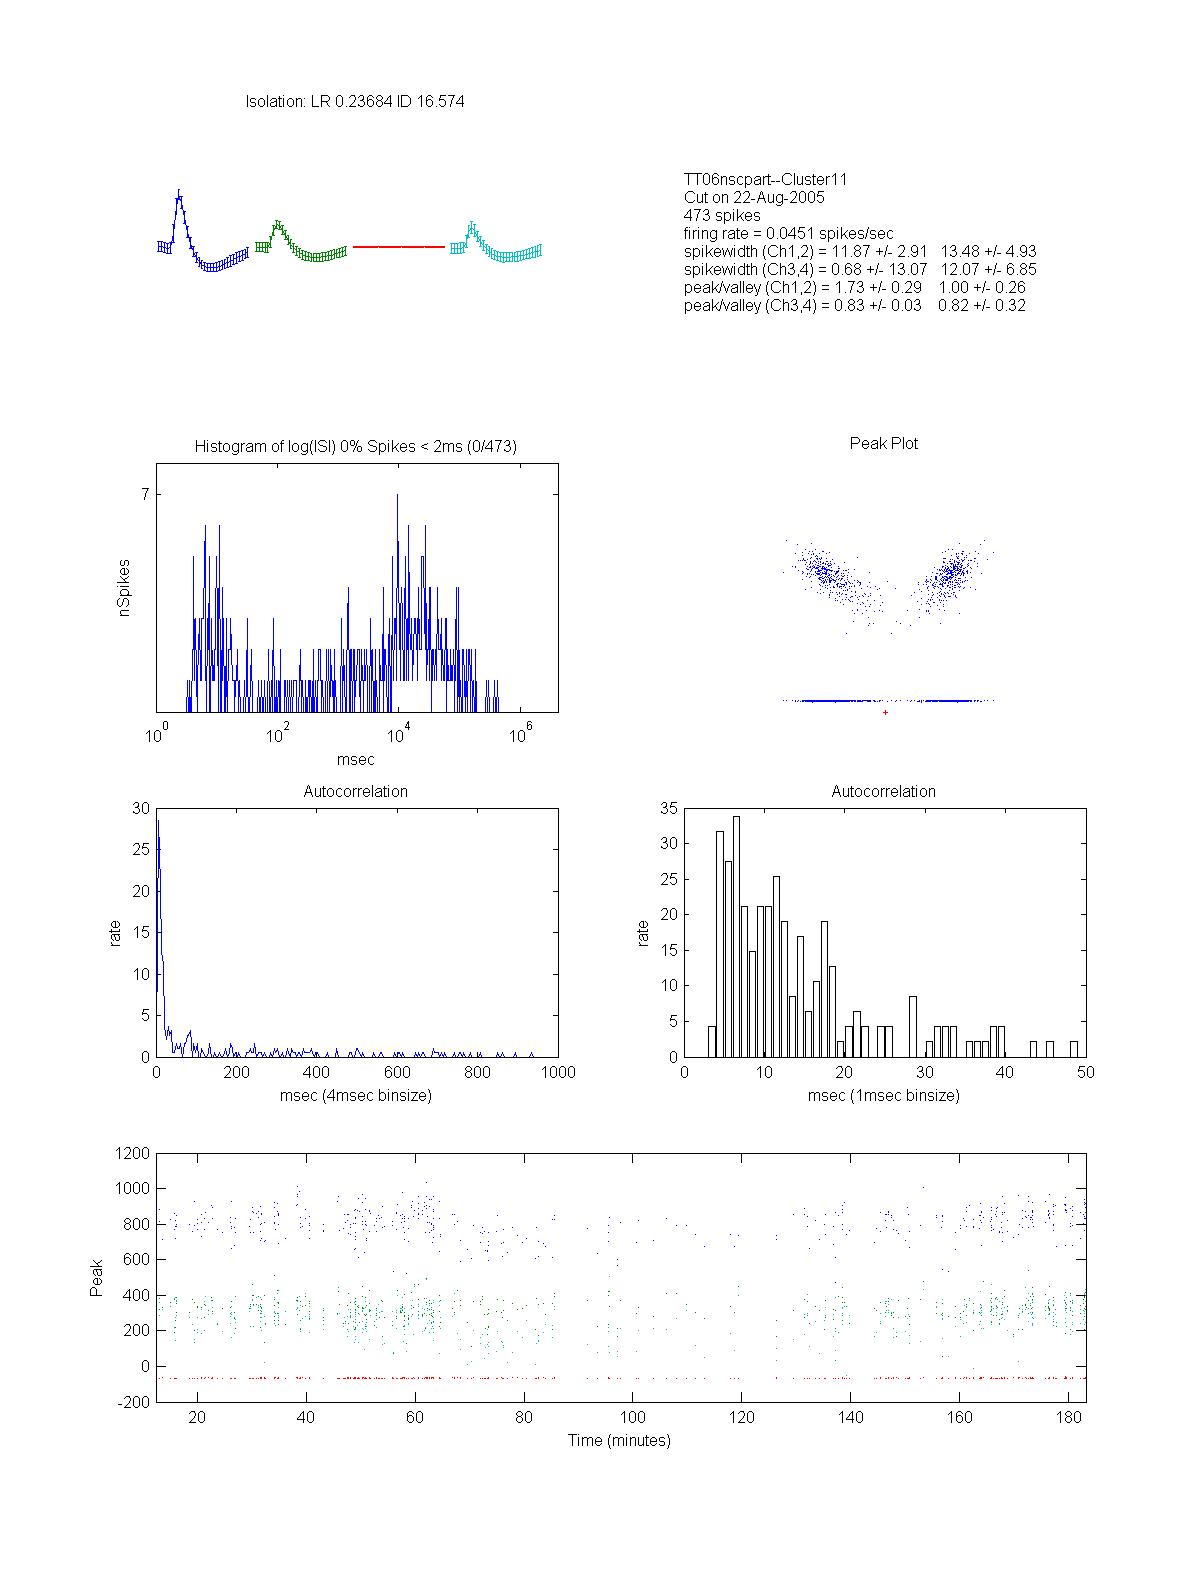 Isolation: LR 0.23684 ID 16.574
TT06nscpart--Cluster11
Cut on 22-Aug-2005
473 spikes
firing rate = 0.0451 spikes/sec
spikewidth (Ch1,2) = 11.87 +/- 2.91 13.48 +/- 4.93
spikewidth (Ch3,4) = 0.68 +/- 13.07 12.07 +/- 6.85
peak/valley (Ch1,2) = 1.73 +/- 0.29 1.00 +/- 0.26
peak/valley (Ch3,4) = 0.83 +/- 0.03 0.82 +/- 0.32
Histogram of log(ISI) 0% Spikes < 2ms (0/473)
7
nSpikes
10^0 10^2 10^4 10^6
msec
Peak Plot
Autocorrelation
30
25
20
15
10
5
0
rate
0 200 400 600 800 1000
msec (4msec binsize)
Autocorrelation
35
30
25
20
15
10
5
0
rate
0 10 20 30 40 50
msec (1msec binsize)
1200
1000
800
600
400
200
0
-200
Peak
20 40 60 80 100 120 140 160 180
Time (minutes)